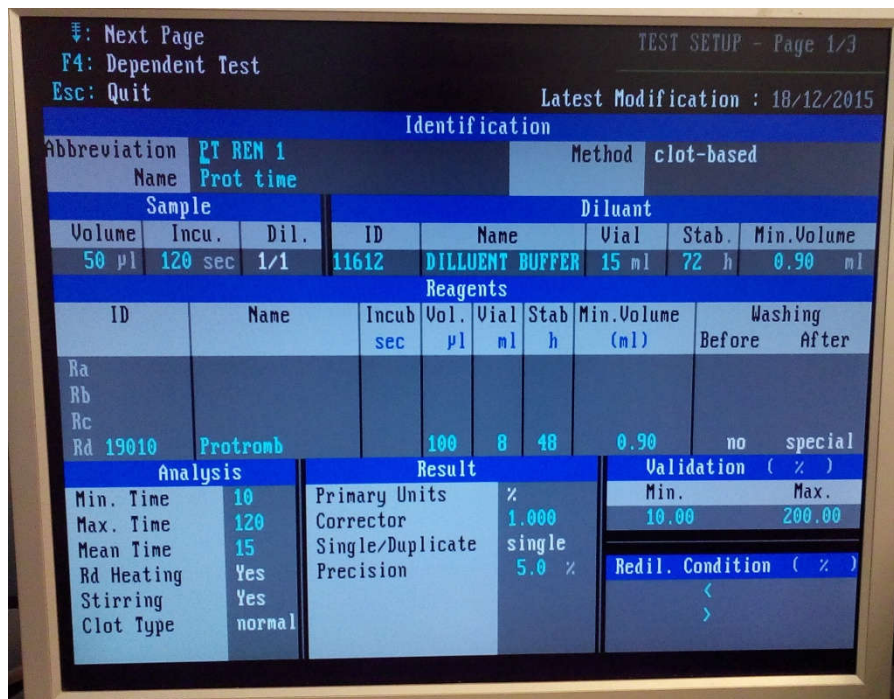 ⇟: Next Page
TEST SETUP - Page 1/3
F4: Dependent Test
Esc: Quit
Latest Modification : 18/12/2015
Identification
Abbreviation PT REN 1 Method clot-based
Name Prot time
Sample Diluant
Volume Incu. Dil. ID Name Vial Stab. Min.Volume
50 µl 120 sec 1/1 11612 DILLUENT BUFFER 15 ml 72 h 0.90 ml
Reagents
ID Name Incub Vol. Vial Stab Min.Volume Washing
sec µl ml h (ml) Before After
Ra
Rb
Rc
Rd 19010 Protromb 100 8 48 0.90 no special
Analysis Result Validation ( % )
Min. Time 10 Primary Units % Min. Max.
Max. Time 120 Corrector 1.000 10.00 200.00
Mean Time 15 Single/Duplicate single
Rd Heating Yes Precision 5.0 % Redil. Condition ( % )
Stirring Yes <
Clot Type normal >